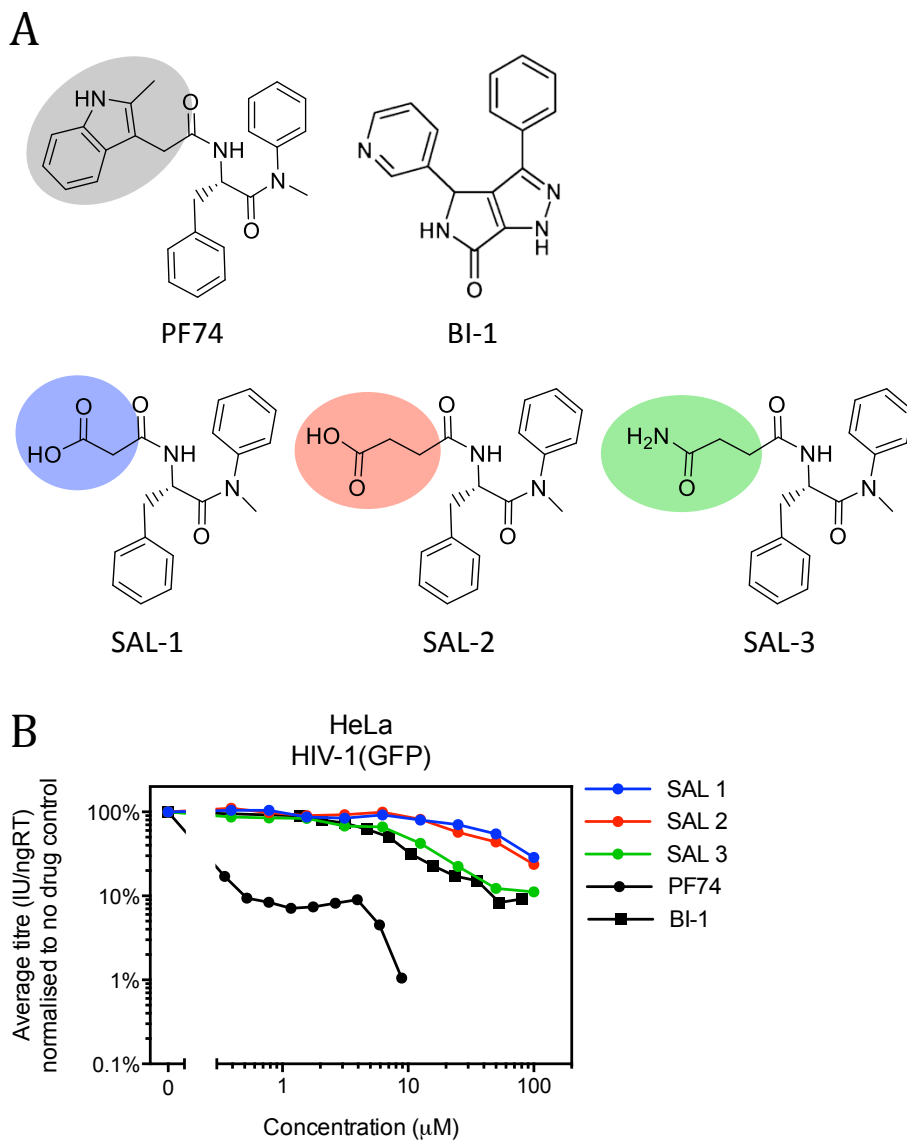 A
HN
O
NH
N
O
PF74
N
HN
O
N
N
H
BI-1
O
O
HO
NH
N
O
SAL-1
O
HO
O
NH
N
O
SAL-2
O
H2N
O
NH
N
O
SAL-3
B
HeLa
HIV-1(GFP)
Average titre (IU/ngRT)
normalised to no drug control
100%
10%
1%
0.1%
0
1
10
100
Concentration (μM)
SAL 1
SAL 2
SAL 3
PF74
BI-1